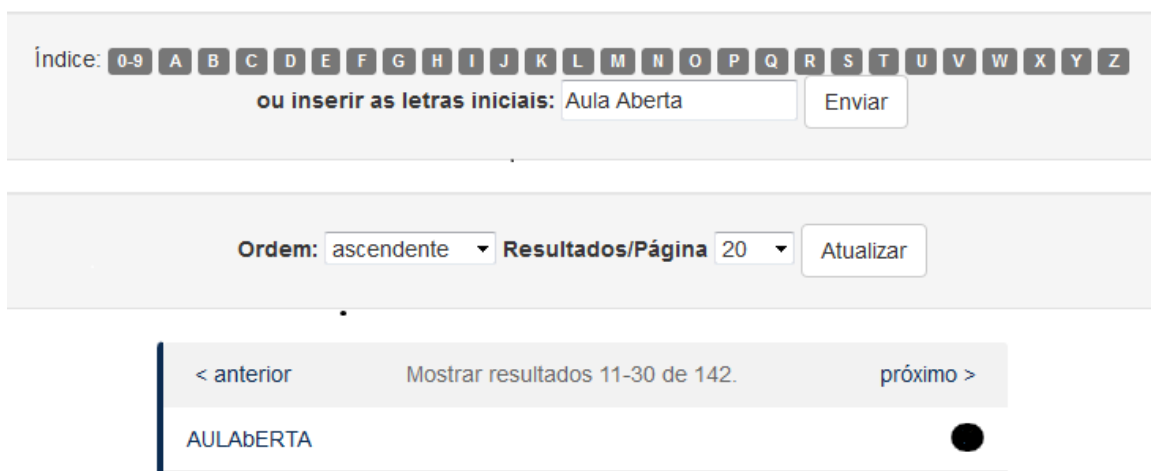 Índice: 0-9 A B C D E F G H I J K L M N O P Q R S T U V W X Y Z
ou inserir as letras iniciais: Aula Aberta Enviar
Ordem: ascendente Resultados/Página 20 Atualizar
< anterior Mostrar resultados 11-30 de 142. próximo >
AULAbERTA